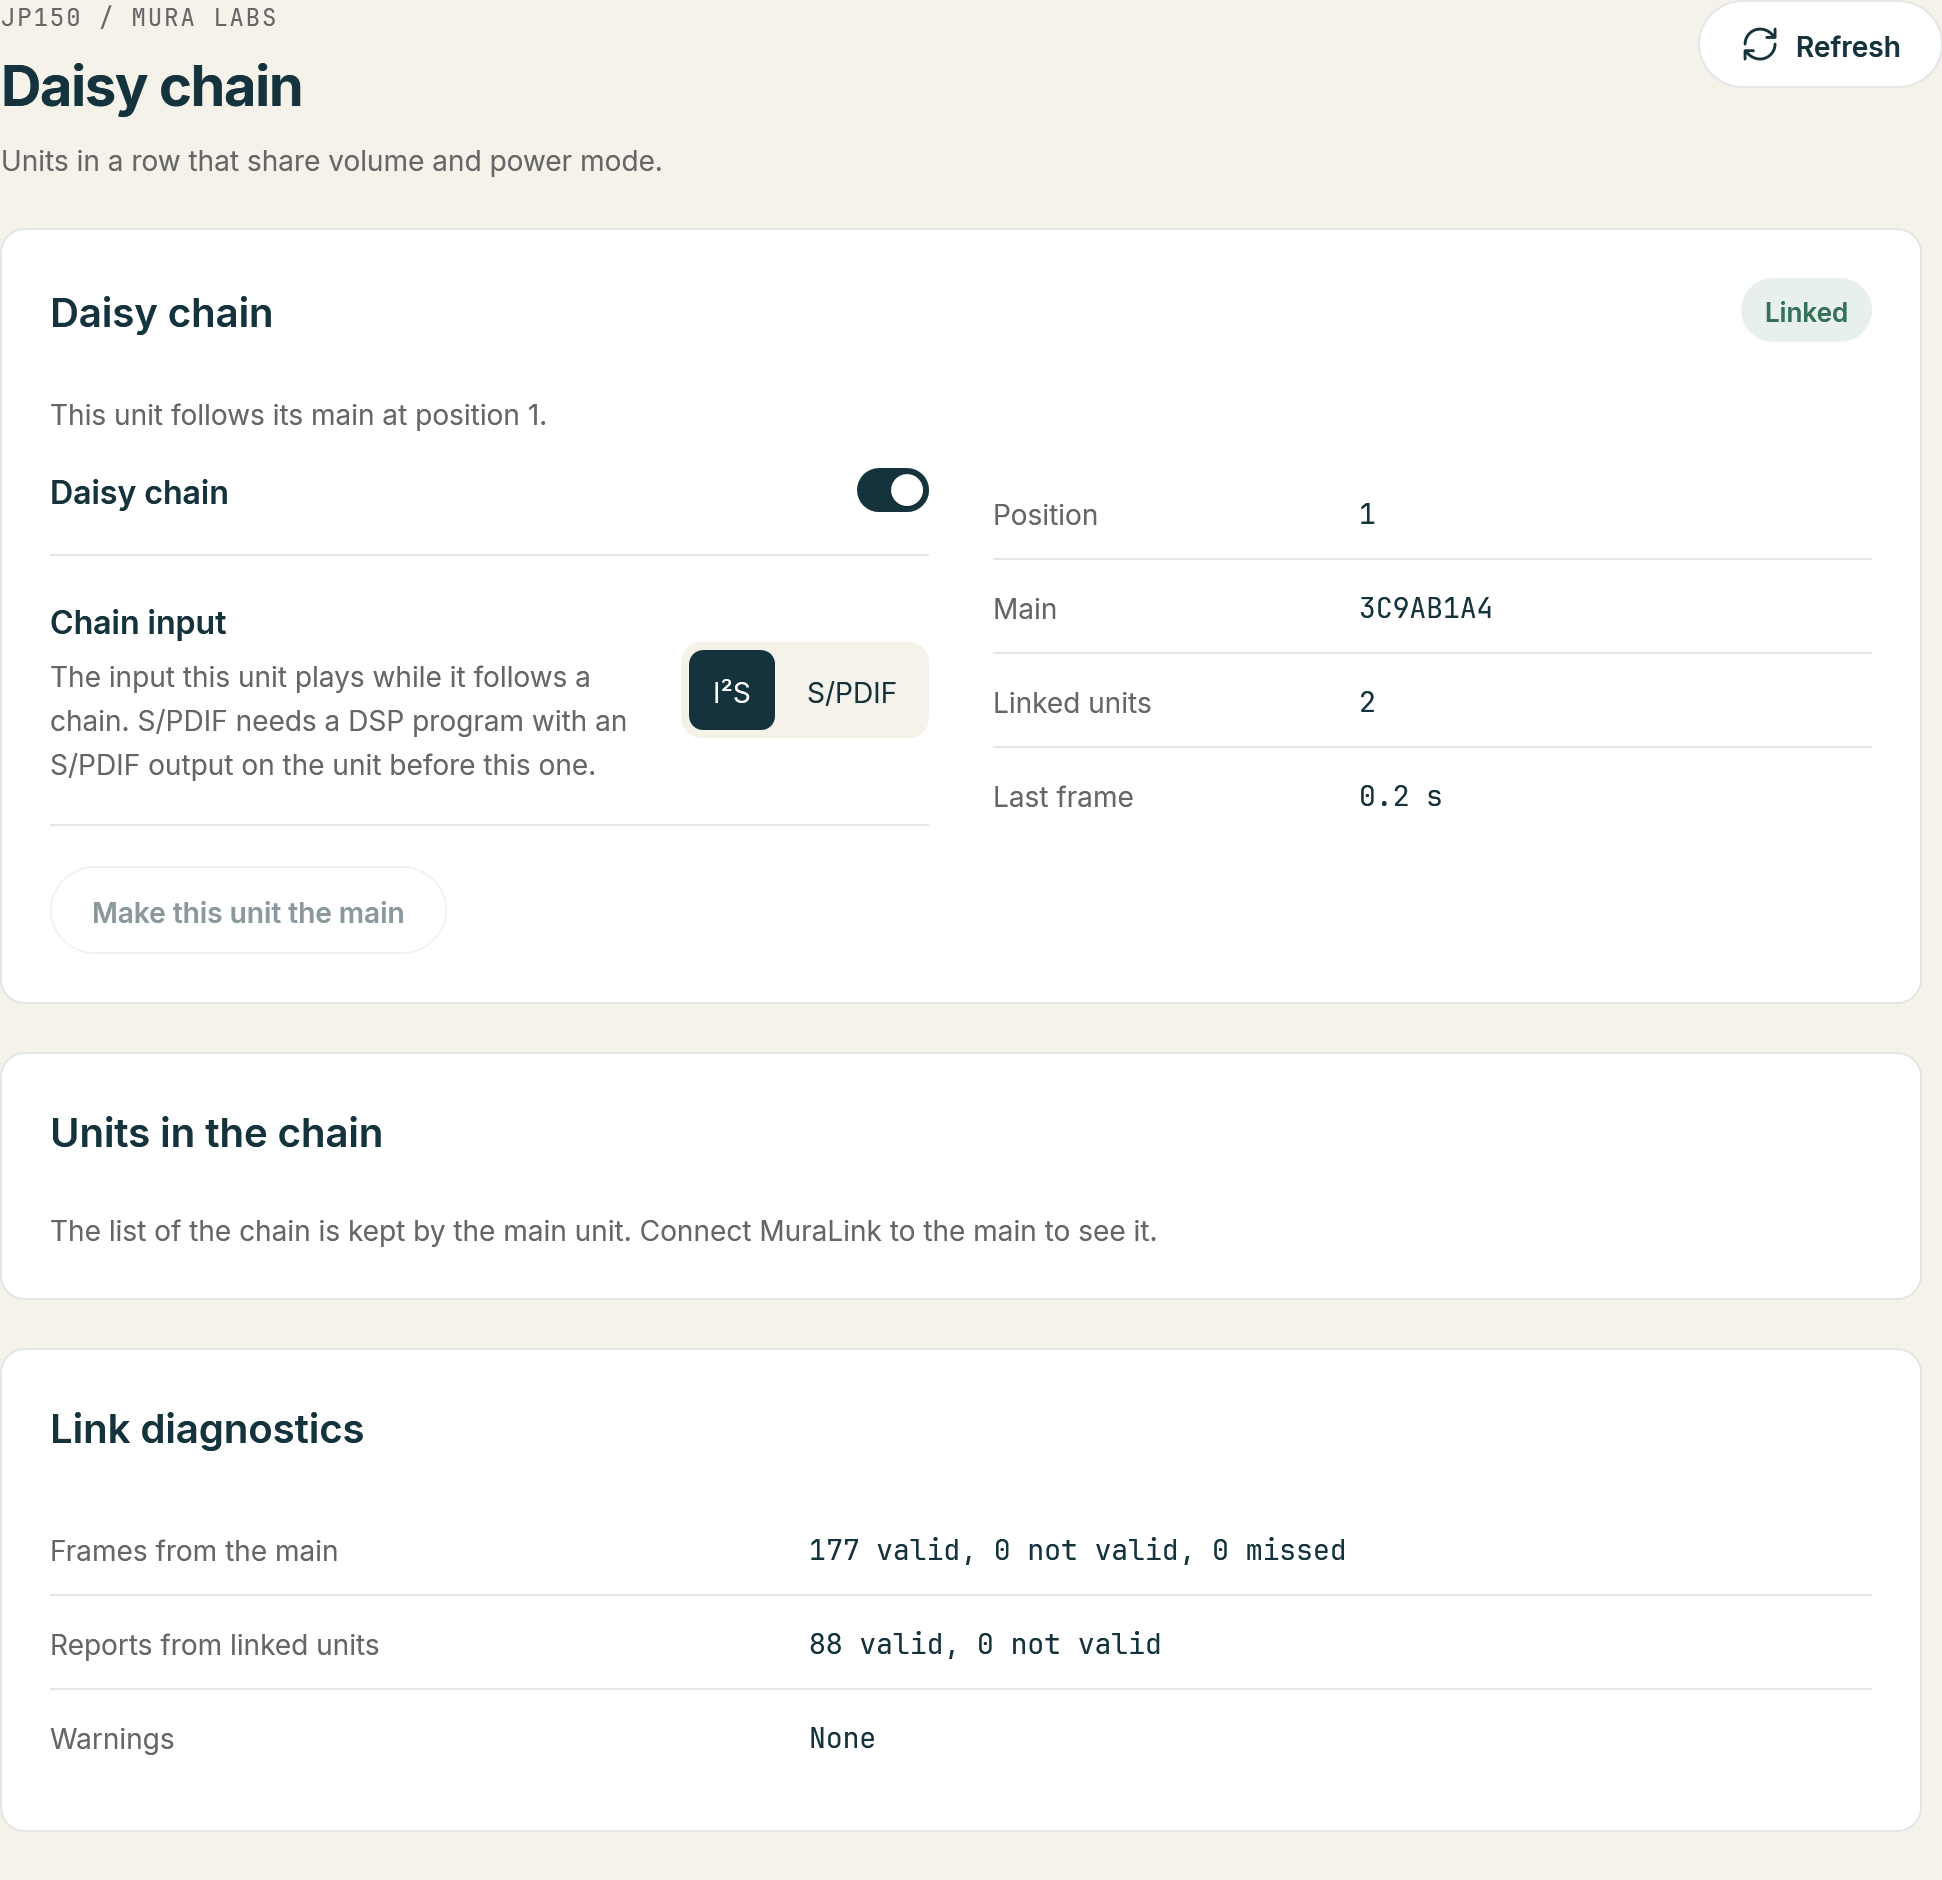 JP150 / MURA LABS
Refresh
Daisy chain
Units in a row that share volume and power mode.
Daisy chain
Linked
This unit follows its main at position 1.
Daisy chain
Chain input
The input this unit plays while it follows a
chain. S/PDIF needs a DSP program with an
S/PDIF output on the unit before this one.
I²S
S/PDIF
Make this unit the main
Position
1
Main
3C9AB1A4
Linked units
2
Last frame
0.2 s
Units in the chain
The list of the chain is kept by the main unit. Connect MuraLink to the main to see it.
Link diagnostics
Frames from the main
177 valid, 0 not valid, 0 missed
Reports from linked units
88 valid, 0 not valid
Warnings
None